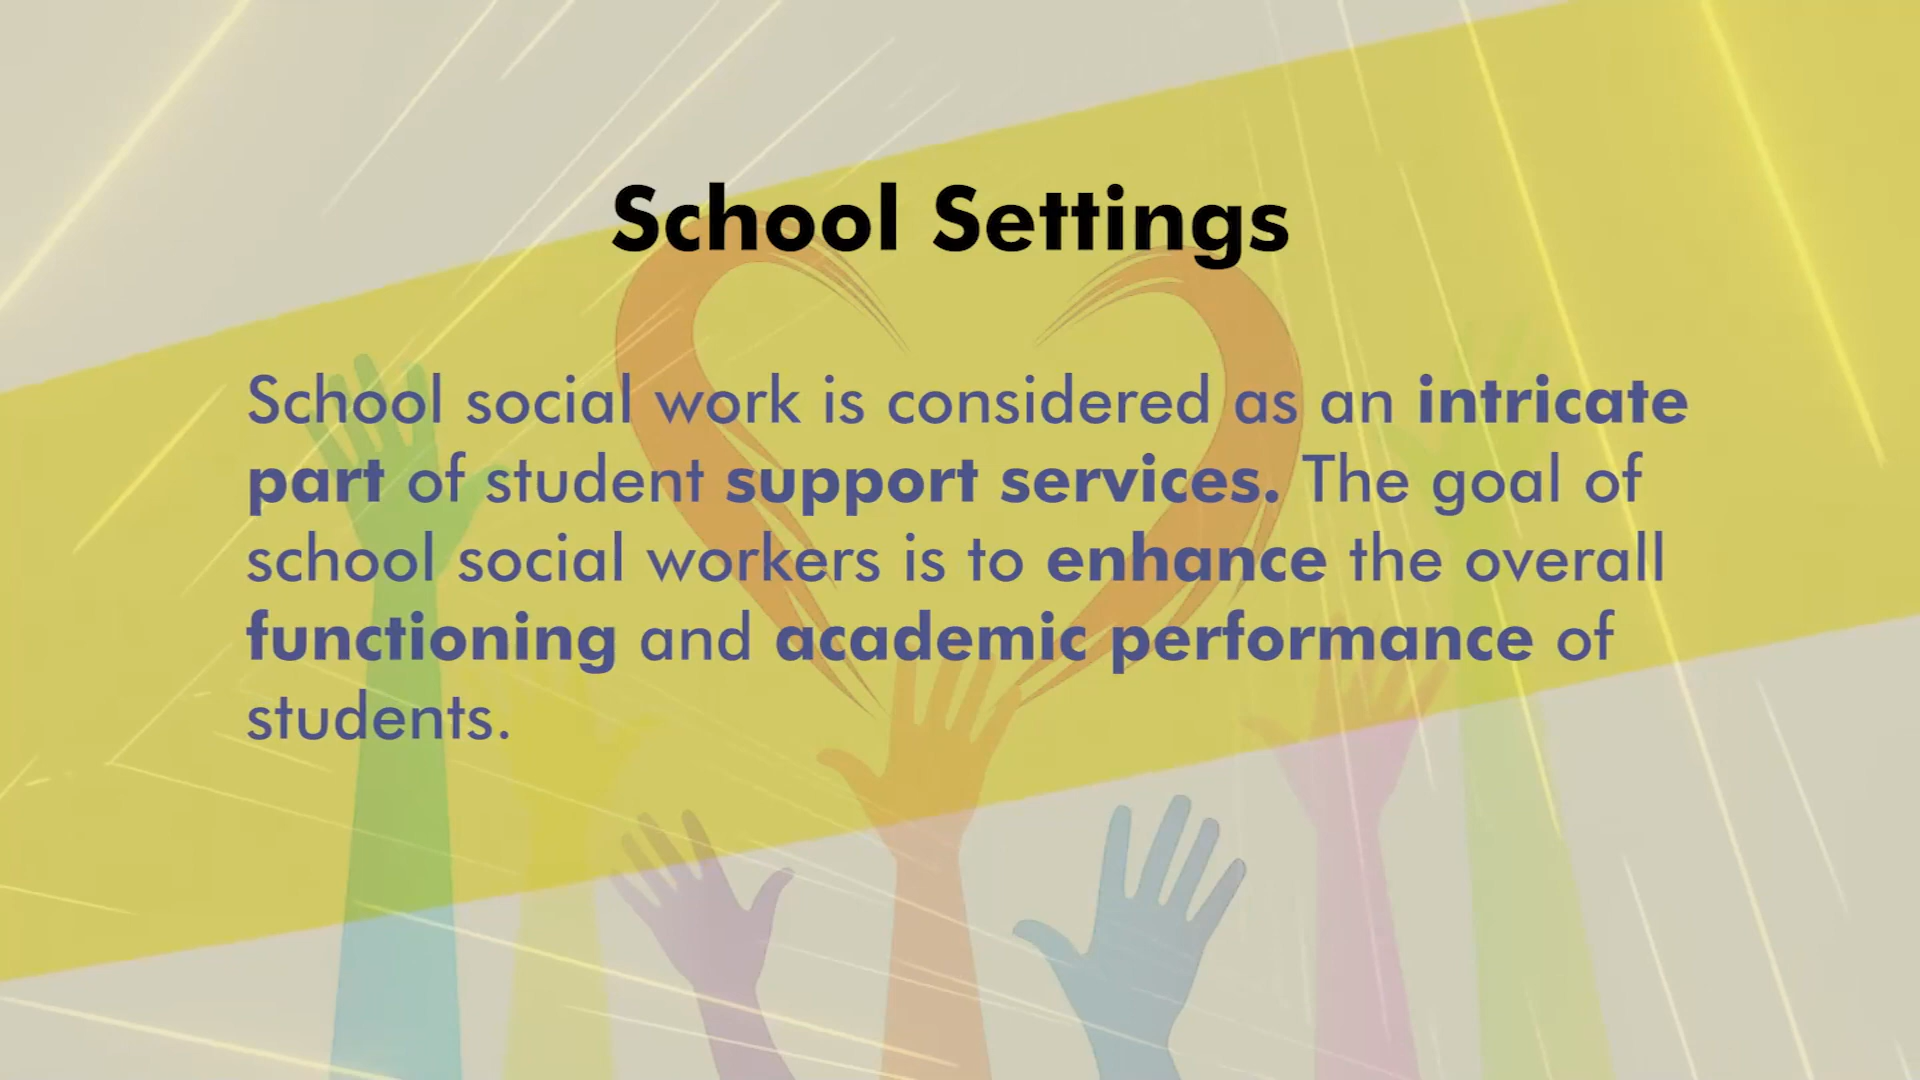 School Settings
School social work is considered as an intricate
part of student support services. The goal of
school social workers is to enhance the overall
functioning and academic performance of
students.